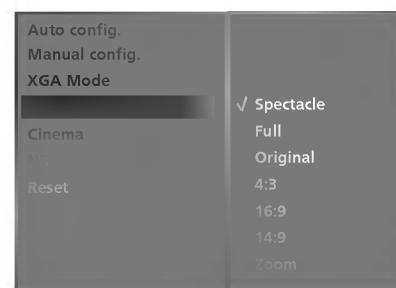 Auto config.
Manual config.
XGA Mode
Cinema
Reset
√ Spectacle
Full
Original
4:3
16:9
14:9
Zoom